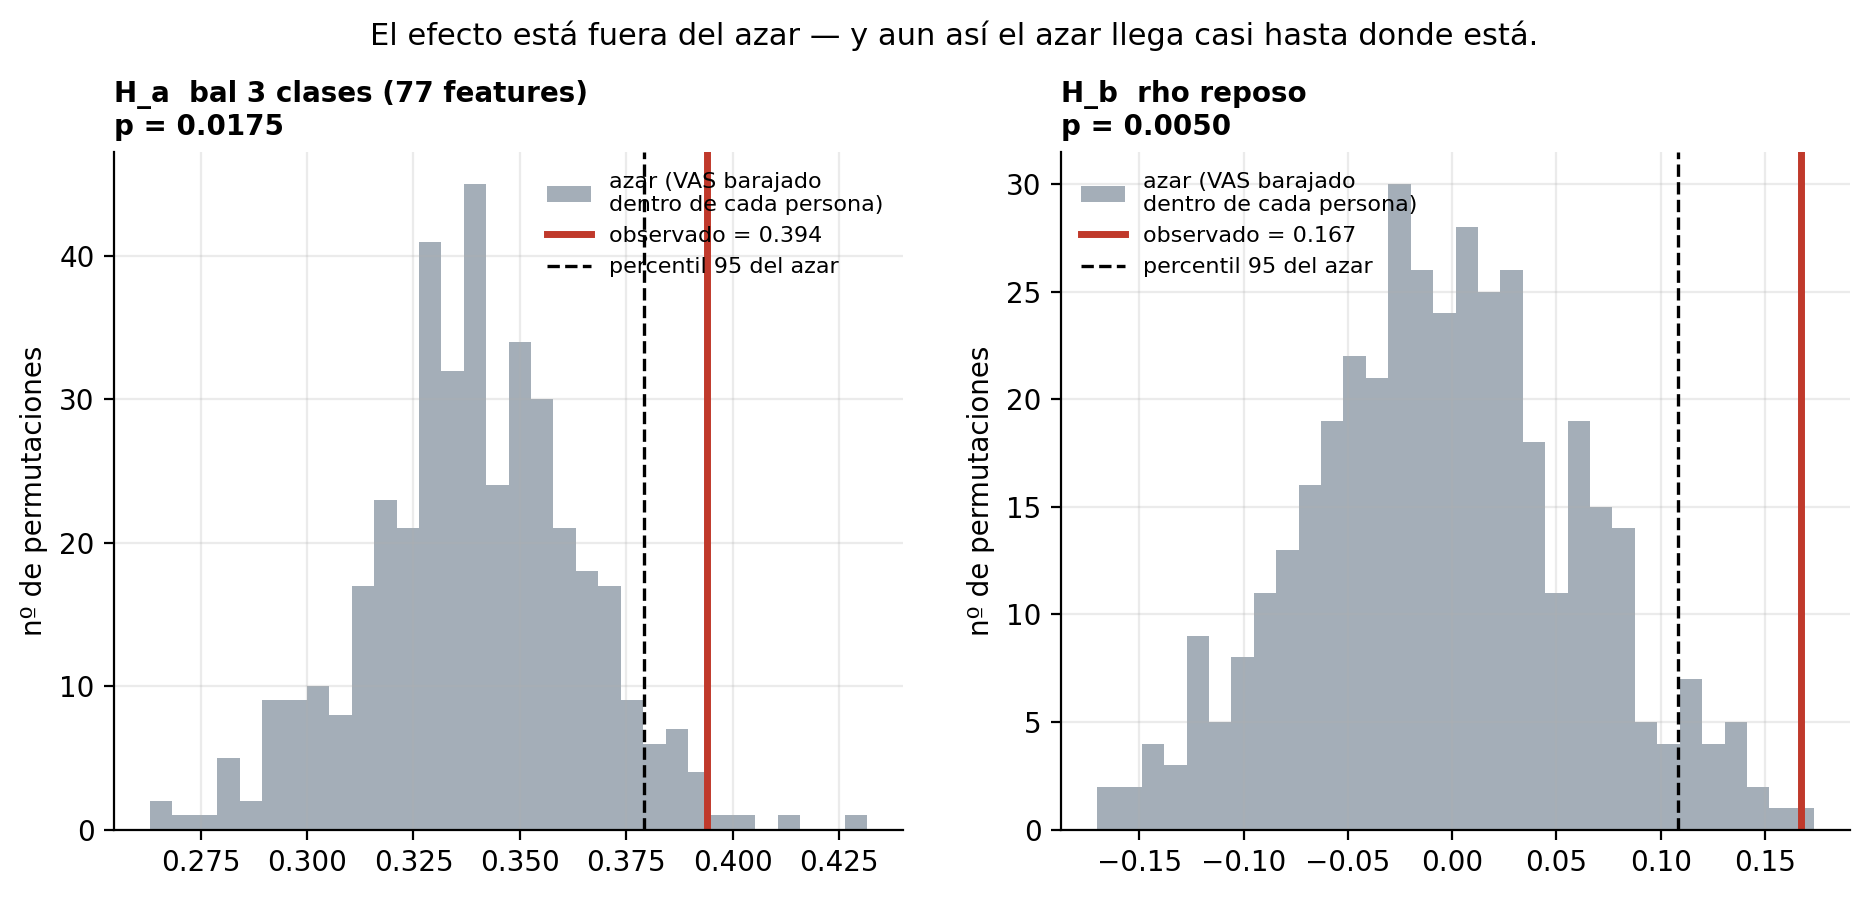 El efecto está fuera del azar — y aun así el azar llega casi hasta donde está.
H_a  bal 3 clases (77 features)
p = 0.0175
nº de permutaciones
40
30
20
10
0
azar (VAS barajado
dentro de cada persona)
observado = 0.394
percentil 95 del azar
0.275 0.300 0.325 0.350 0.375 0.400 0.425
H_b  rho reposo
p = 0.0050
nº de permutaciones
30
25
20
15
10
5
0
azar (VAS barajado
dentro de cada persona)
observado = 0.167
percentil 95 del azar
−0.15 −0.10 −0.05 0.00 0.05 0.10 0.15